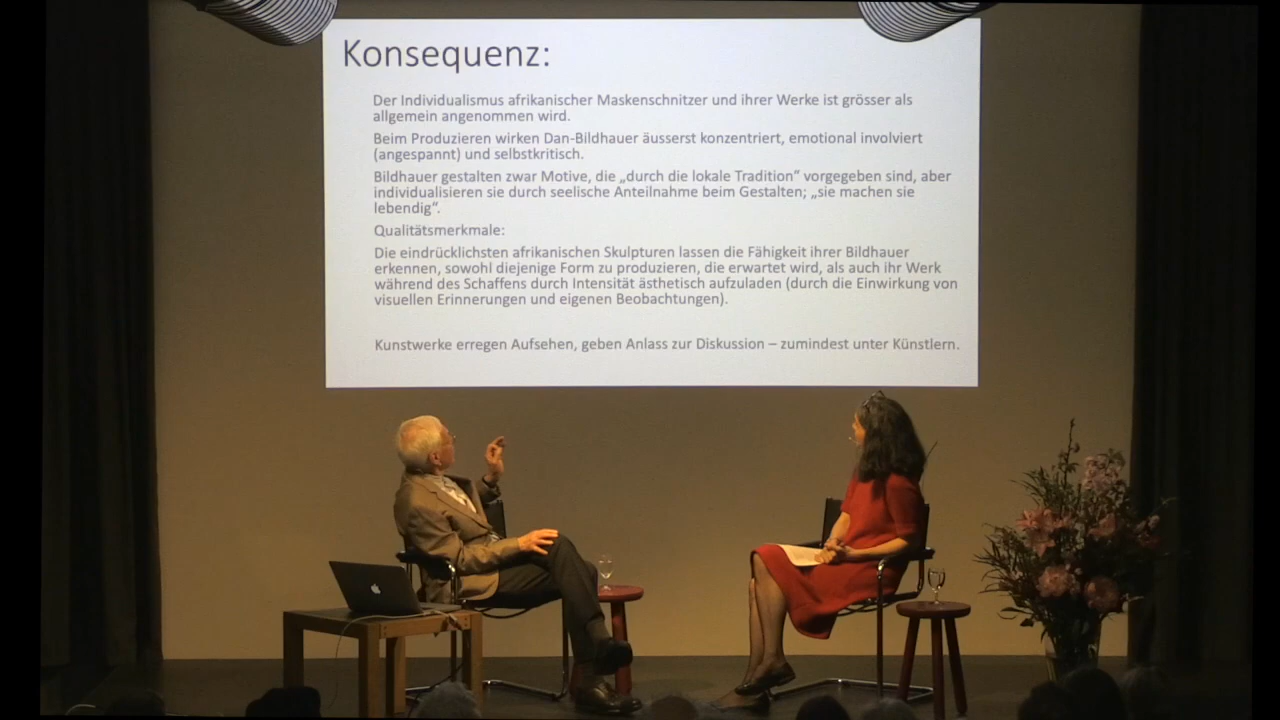 Konsequenz:
Der Individualismus afrikanischer Maskenschnitzer und ihrer Werke ist grösser als
allgemein angenommen wird.
Beim Produzieren wirken Dan-Bildhauer äusserst konzentriert, emotional involviert
(angespannt) und selbstkritisch.
Bildhauer gestalten zwar Motive, die „durch die lokale Tradition“ vorgegeben sind, aber
individualisieren sie durch seelische Anteilnahme beim Gestalten; „sie machen sie
lebendig“.
Qualitätsmerkmale:
Die eindrücklichsten afrikanischen Skulpturen lassen die Fähigkeit ihrer Bildhauer
erkennen, sowohl diejenige Form zu produzieren, die erwartet wird, als auch ihr Werk
während des Schaffens durch Intensität ästhetisch aufzuladen (durch die Einwirkung von
visuellen Erinnerungen und eigenen Beobachtungen).
Kunstwerke erregen Aufsehen, geben Anlass zur Diskussion – zumindest unter Künstlern.